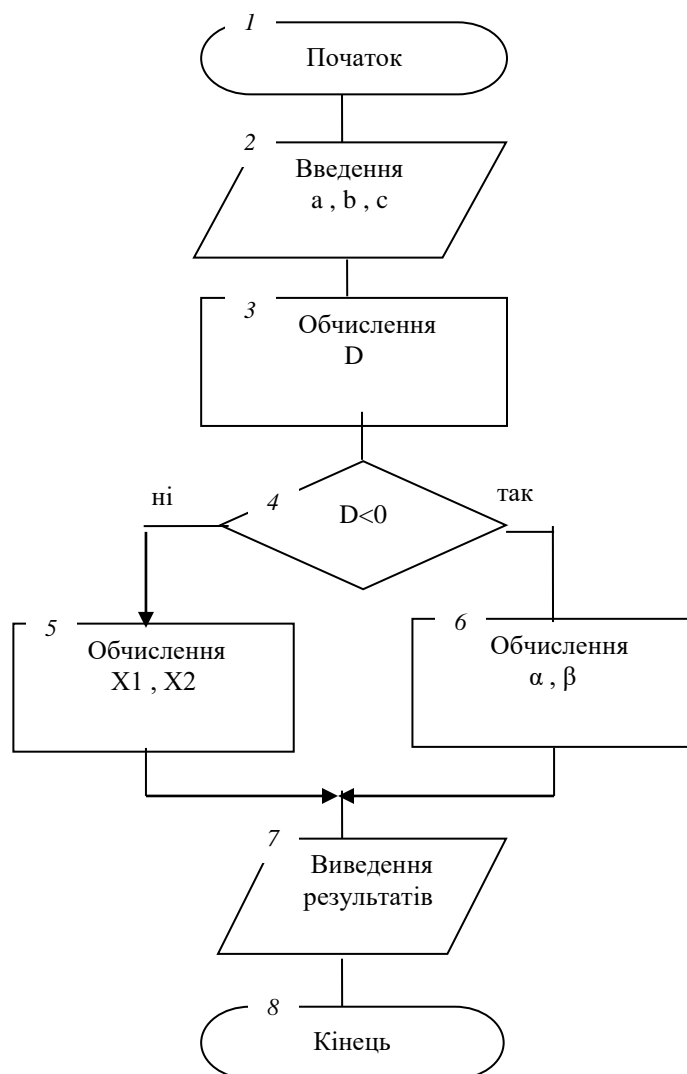 1
Початок
2
Введення
a , b , c
3
Обчислення
D
ні
4
D<0
так
5
Обчислення
X1 , X2
6
Обчислення
α , β
7
Виведення
результатів
8
Кінець